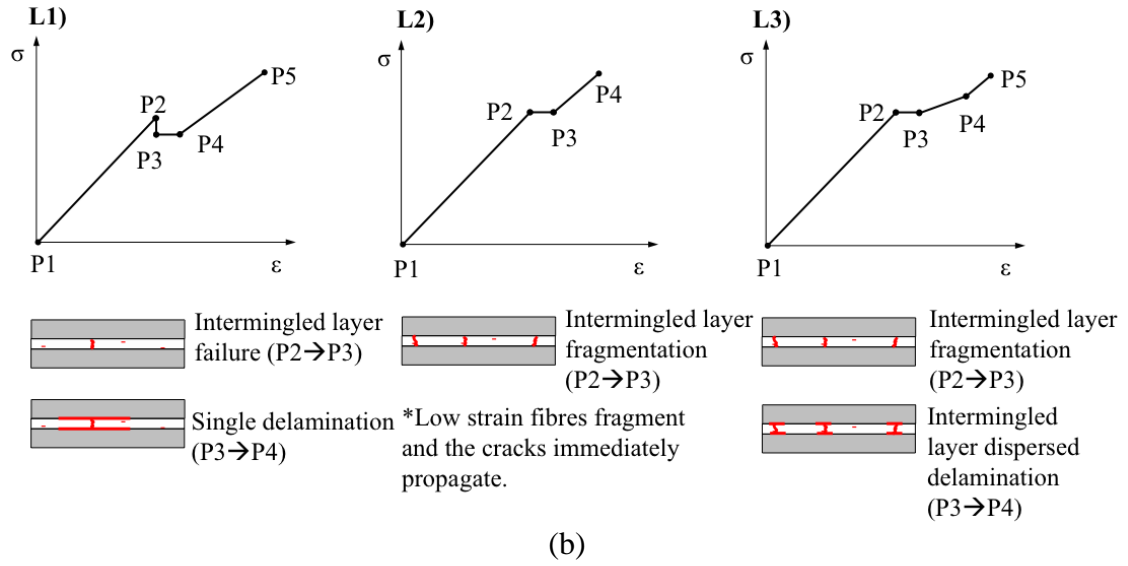 L1)
σ
P1
P2
P3
P4
P5
ε
L2)
σ
P1
P2
P3
P4
ε
L3)
σ
P1
P2
P3
P4
P5
ε
Intermingled layer
failure (P2→P3)
Single delamination
(P3→P4)
Intermingled layer
fragmentation
(P2→P3)
*Low strain fibres fragment
and the cracks immediately
propagate.
Intermingled layer
fragmentation
(P2→P3)
Intermingled
layer dispersed
delamination
(P3→P4)
(b)